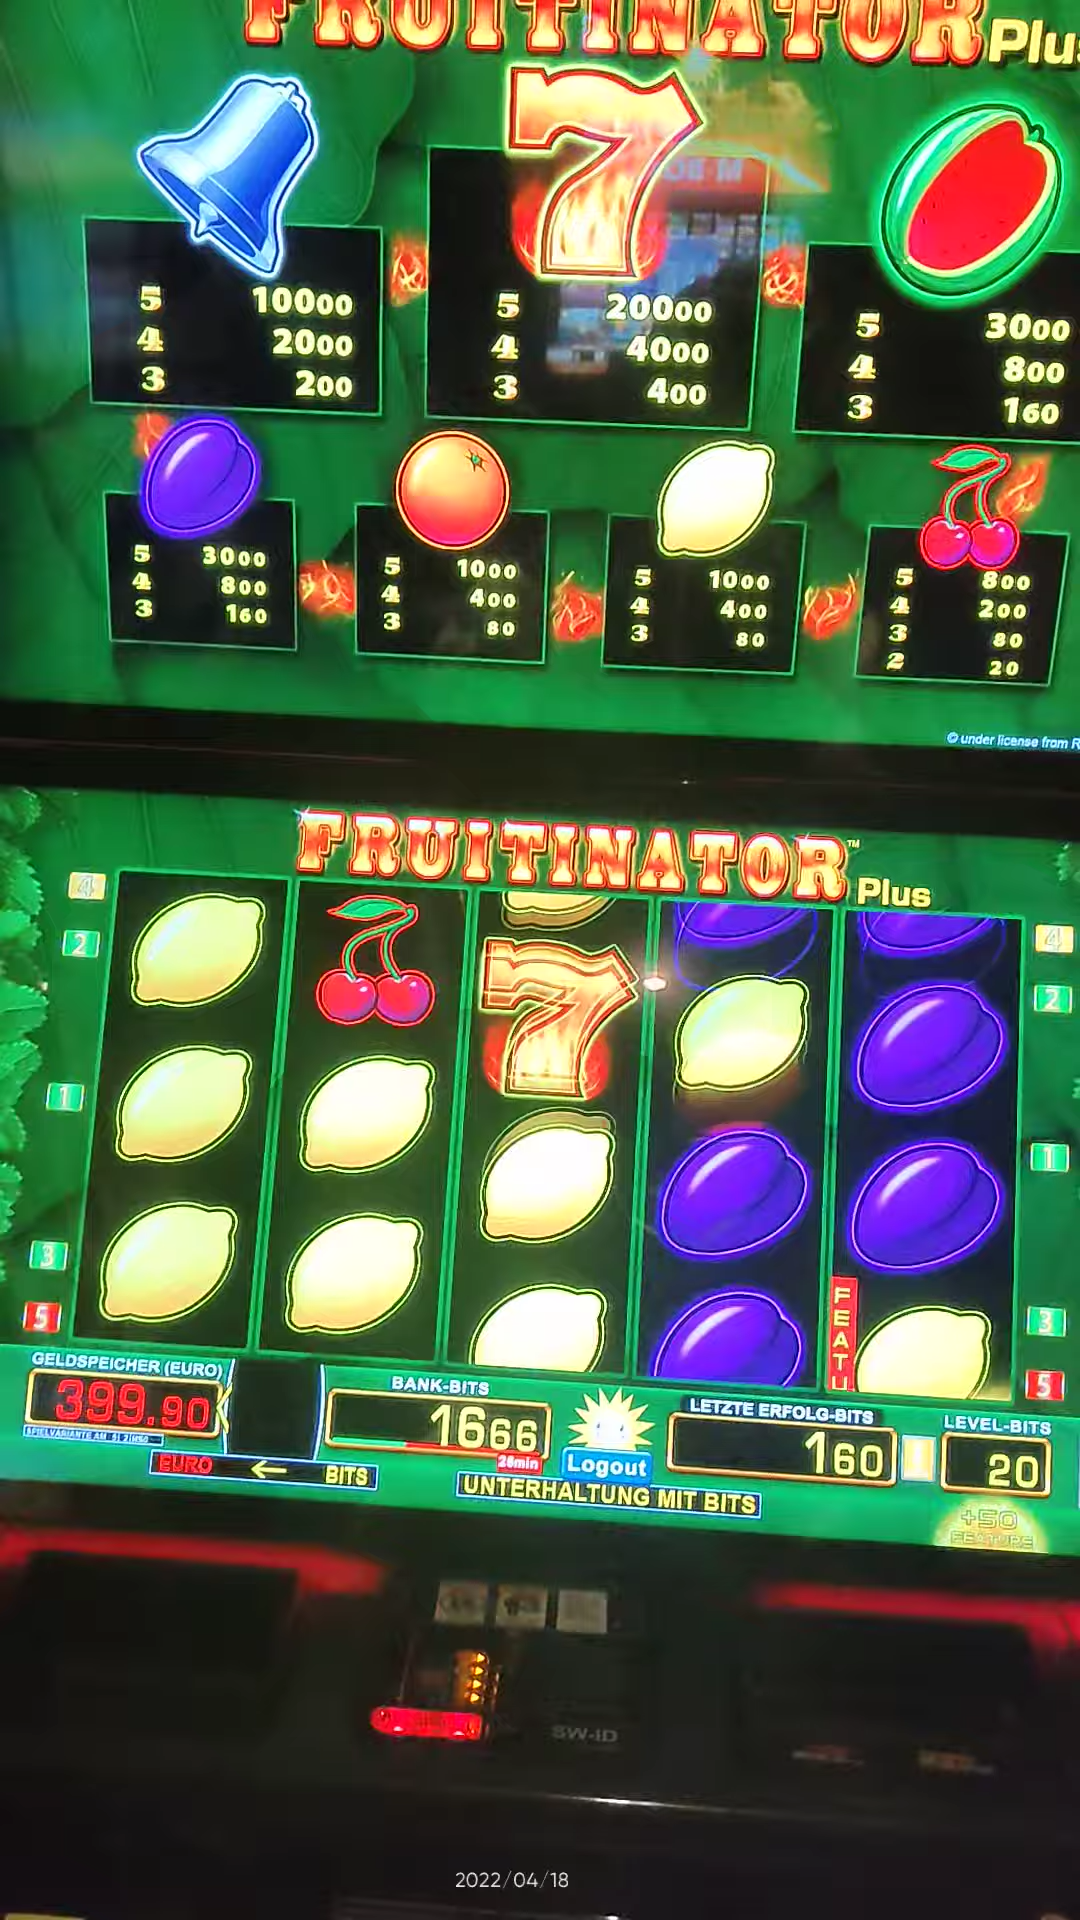 FRUITINATOR Plus
5 10000
4 2000
3 200
5 20000
4 4000
3 400
5 3000
4 800
3 160
5 3000
4 800
3 160
5 1000
4 400
3 80
5 1000
4 400
3 80
5 800
4 200
3 80
2 20
© under license from
FRUITINATOR™ Plus
4
2
1
3
5
4
2
1
3
5
FEATU
GELDSPEICHER (EURO)
399.90
EURO ← BITS
BANK-BITS
1666
26min
Logout
UNTERHALTUNG MIT BITS
LETZTE ERFOLG-BITS
160
LEVEL-BITS
20
+50
FEATURE
SW-ID
2022/04/18